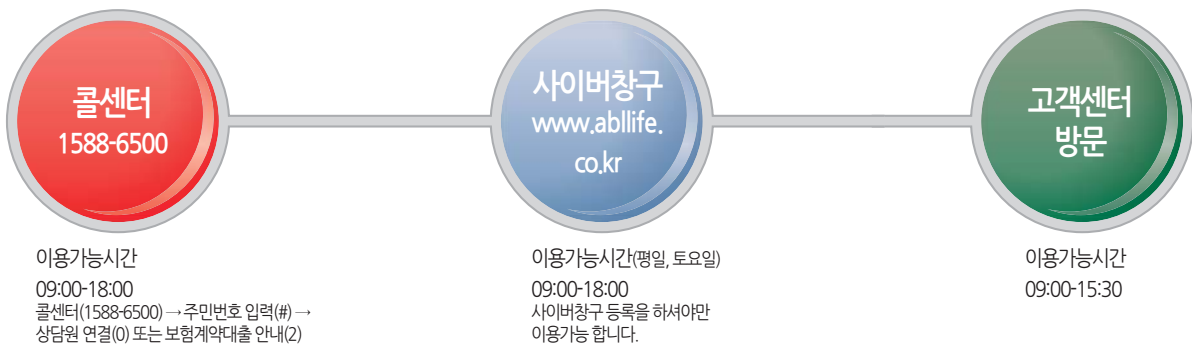 콜센터
1588-6500
이용가능시간
09:00-18:00
콜센터(1588-6500) → 주민번호 입력(#) →
상담원 연결(0) 또는 보험계약대출 안내(2)
사이버창구
www.abllife.
co.kr
이용가능시간(평일, 토요일)
09:00-18:00
사이버창구 등록을 하셔야만
이용가능 합니다.
고객센터
방문
이용가능시간
09:00-15:30